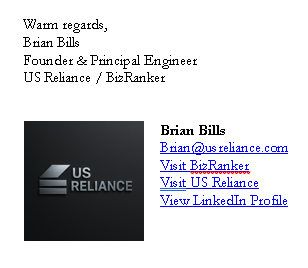 Warm regards,
Brian Bills
Founder & Principal Engineer
US Reliance / BizRanker
US
RELIANCE
Brian Bills
Brian@usreliance.com
Visit BizRanker
Visit US Reliance
View LinkedIn Profile